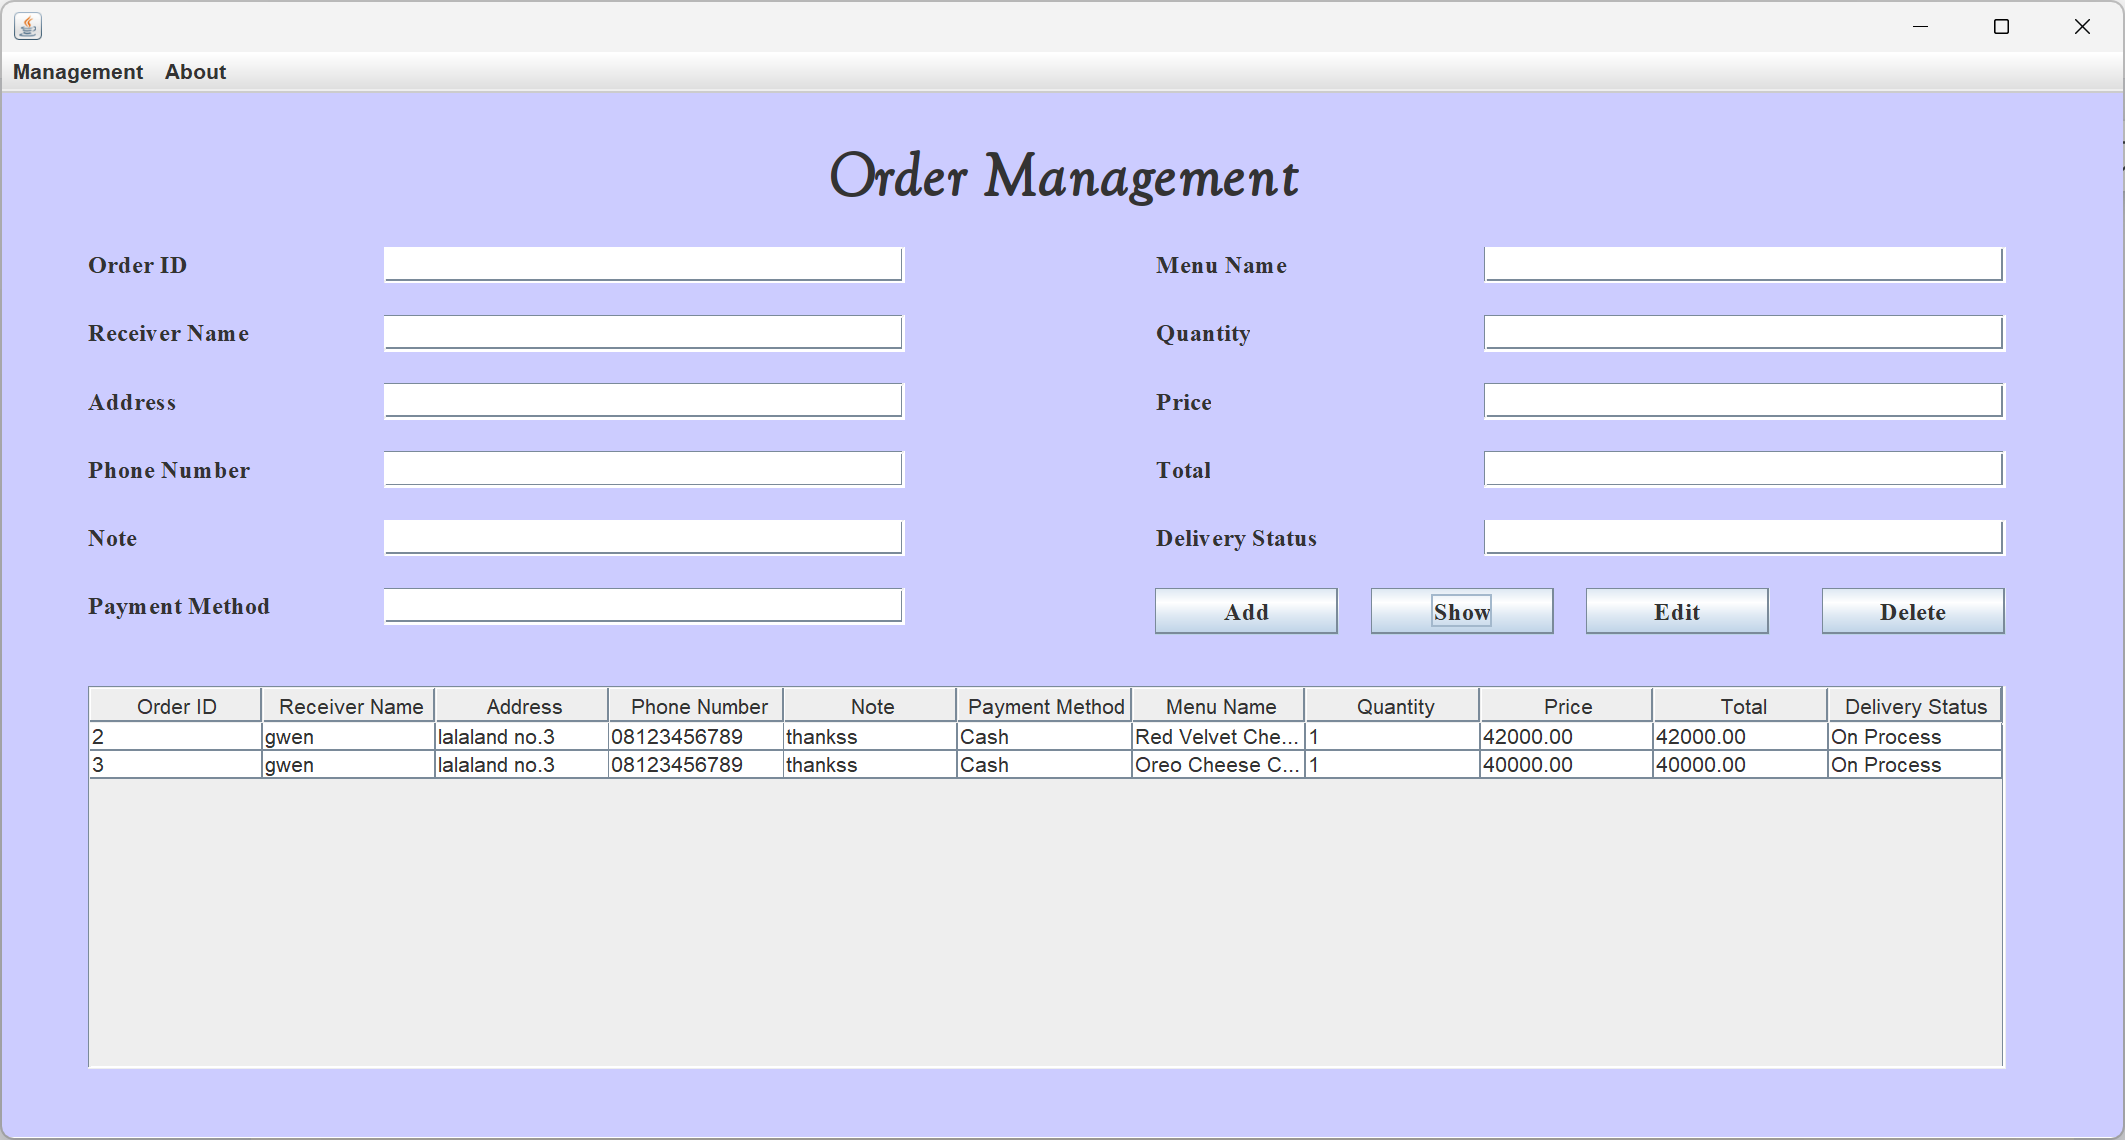 Management About
Order Management
Order ID Menu Name
Receiver Name Quantity
Address Price
Phone Number Total
Note Delivery Status
Payment Method Add Show Edit Delete
Order ID Receiver Name Address Phone Number Note Payment Method Menu Name Quantity Price Total Delivery Status
2 gwen lalaland no.3 08123456789 thankss Cash Red Velvet Che... 1 42000.00 42000.00 On Process
3 gwen lalaland no.3 08123456789 thankss Cash Oreo Cheese C... 1 40000.00 40000.00 On Process